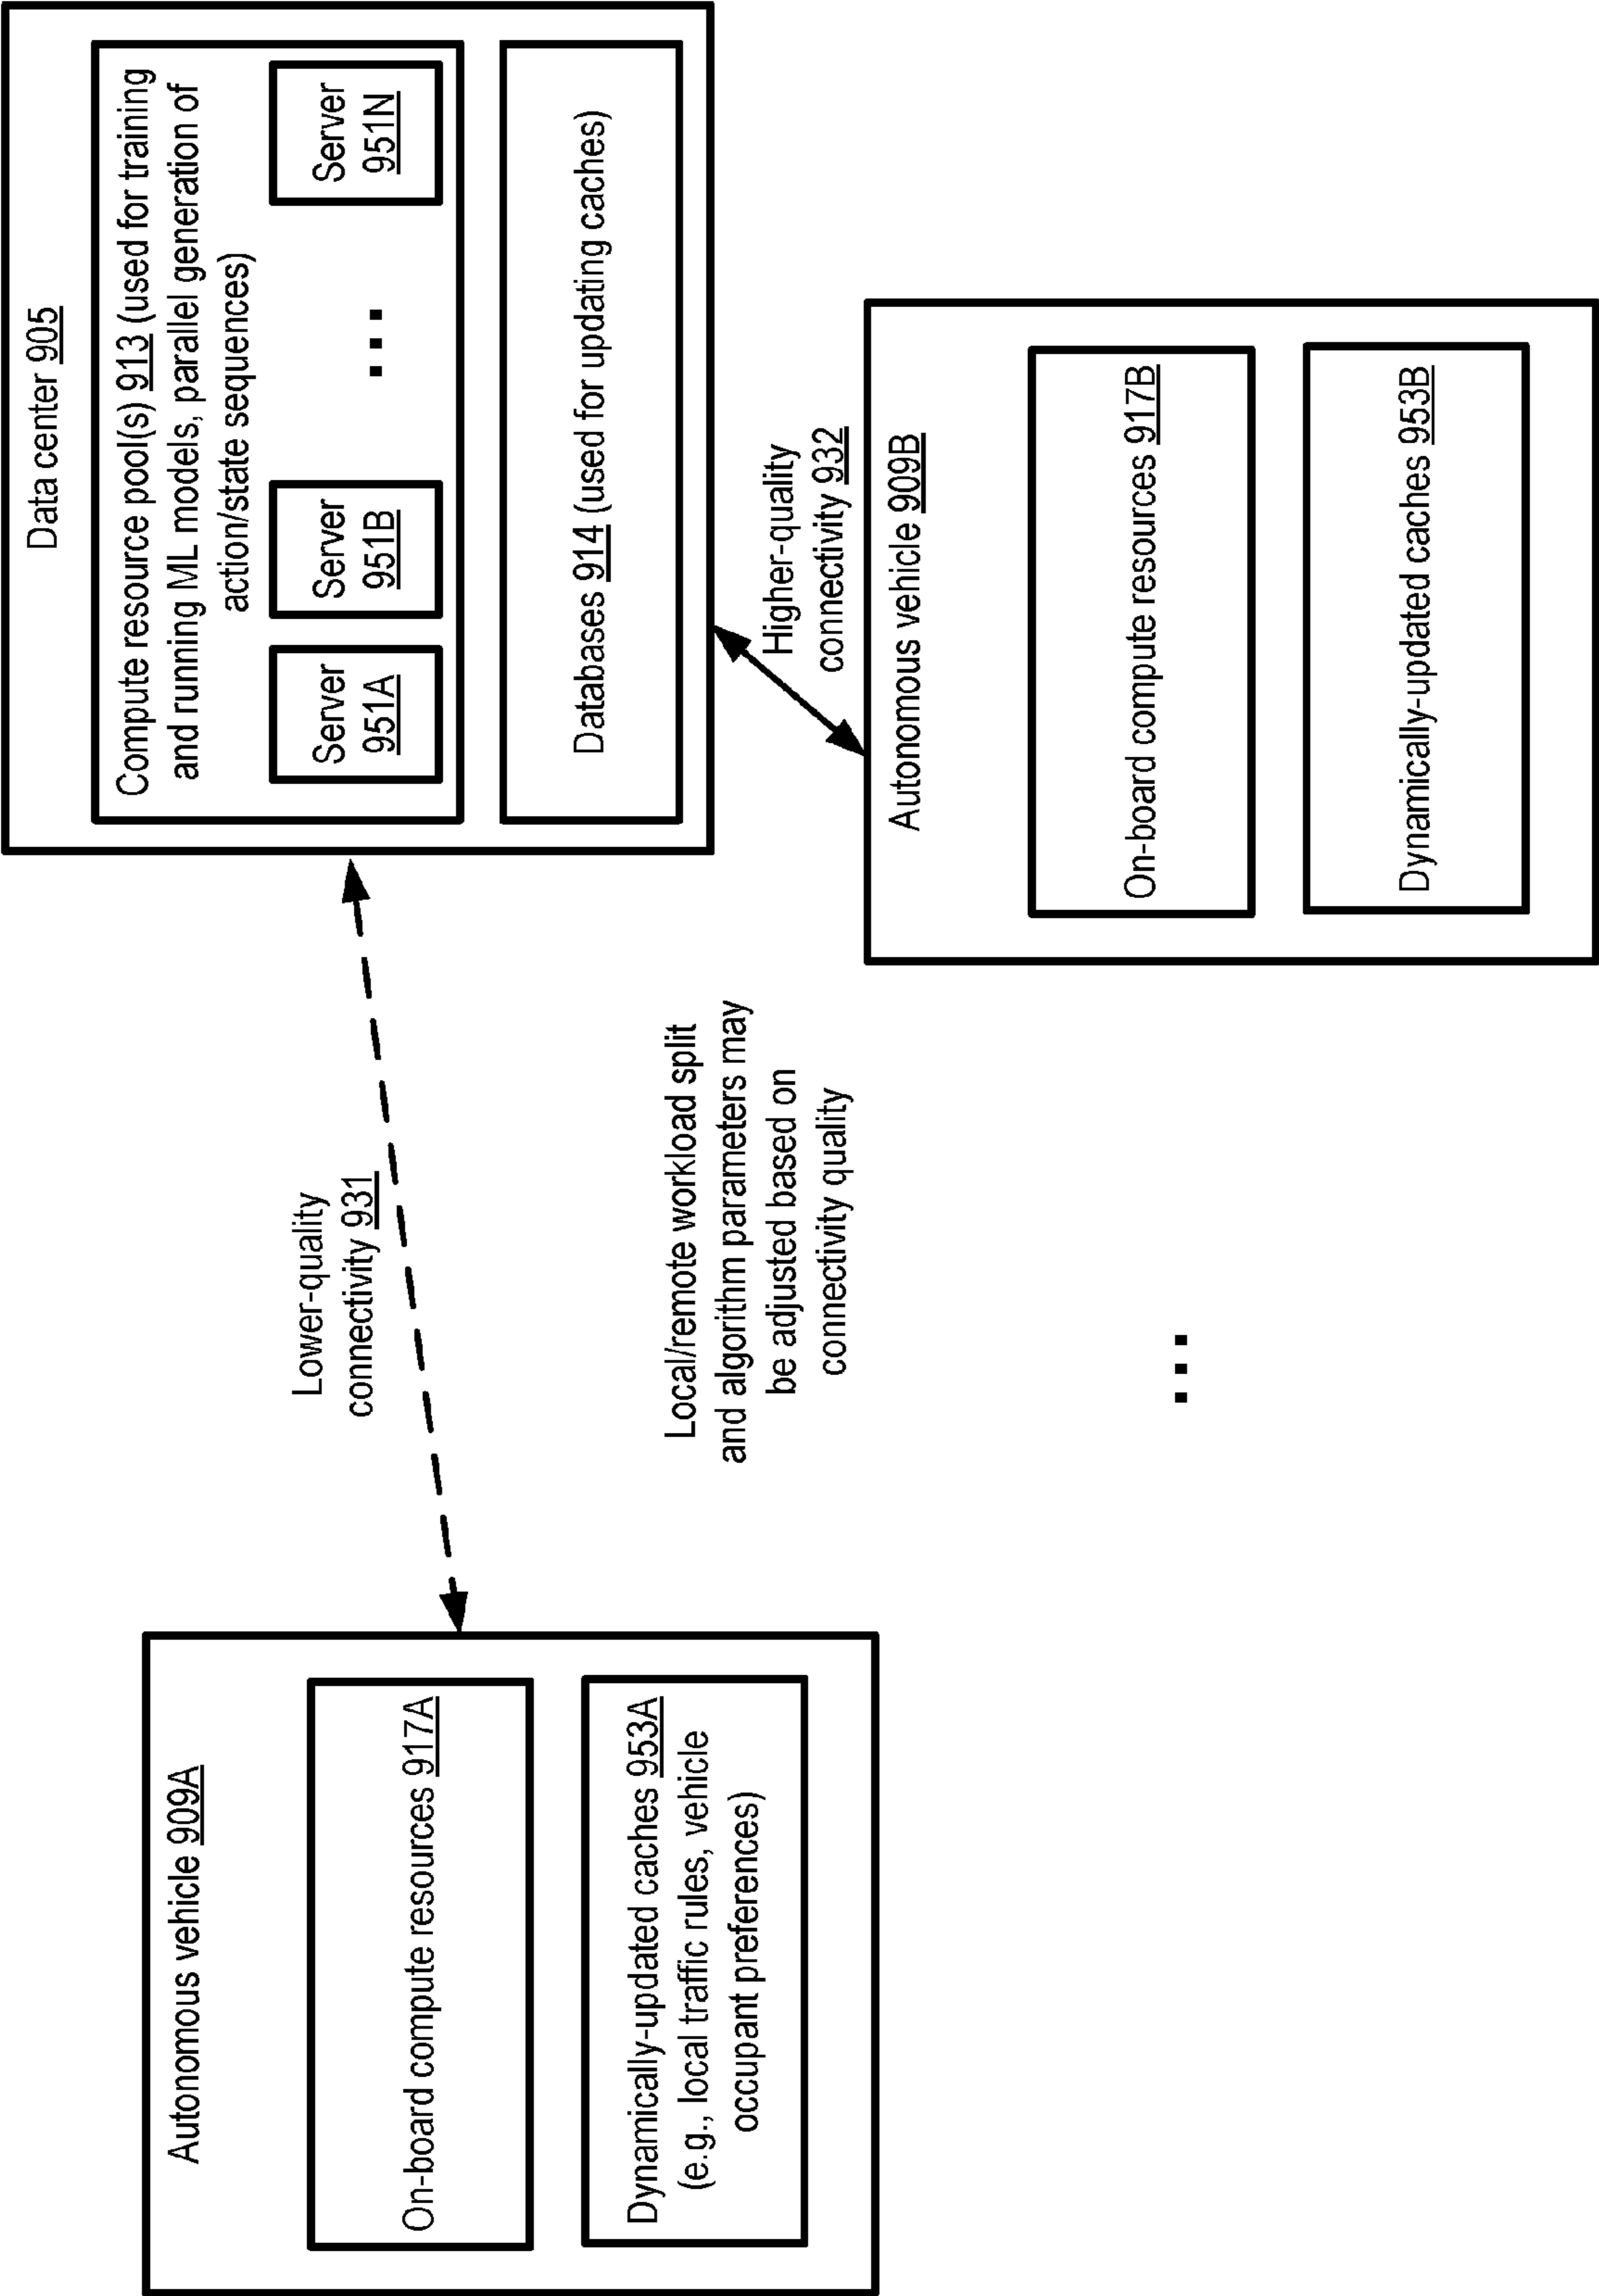 Data center 905
Compute resource pool(s) 913 (used for training
and running ML models, parallel generation of
action/state sequences)
Server
951A
Server
951B
...
Server
951N
Databases 914 (used for updating caches)
Autonomous vehicle 909A
On-board compute resources 917A
Dynamically-updated caches 953A
(e.g., local traffic rules, vehicle
occupant preferences)
Lower-quality
connectivity 931
Local/remote workload split
and algorithm parameters may
be adjusted based on
connectivity quality
Higher-quality
connectivity 932
...
Autonomous vehicle 909B
On-board compute resources 917B
Dynamically-updated caches 953B